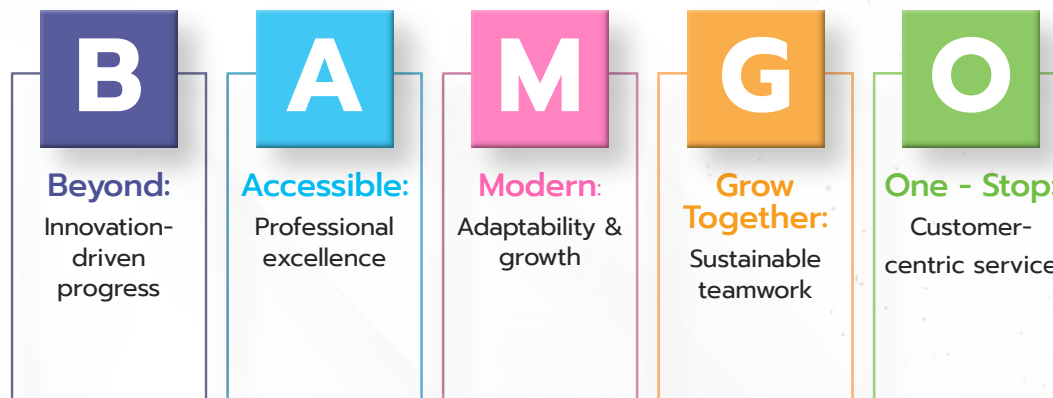 B
Beyond:
Innovation-
driven
progress
A
Accessible:
Professional
excellence
M
Modern:
Adaptability &
growth
G
Grow
Together:
Sustainable
teamwork
O
One - Stop:
Customer-
centric service